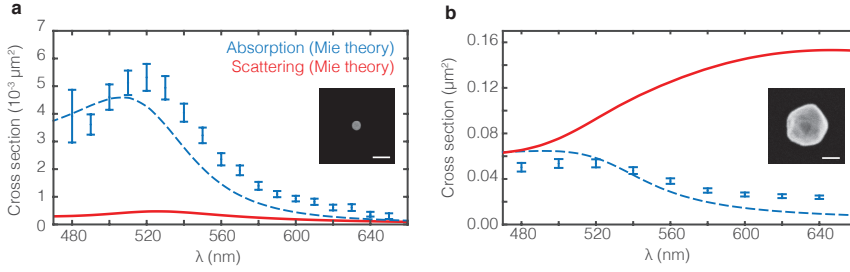 a
7
6
5
4
3
2
1
0
Cross section (10⁻³ μm²)
Absorption (Mie theory)
Scattering (Mie theory)
480 520 560 600 640
λ (nm)
b
0.16
0.12
0.08
0.04
0.00
Cross section (μm²)
480 520 560 600 640
λ (nm)